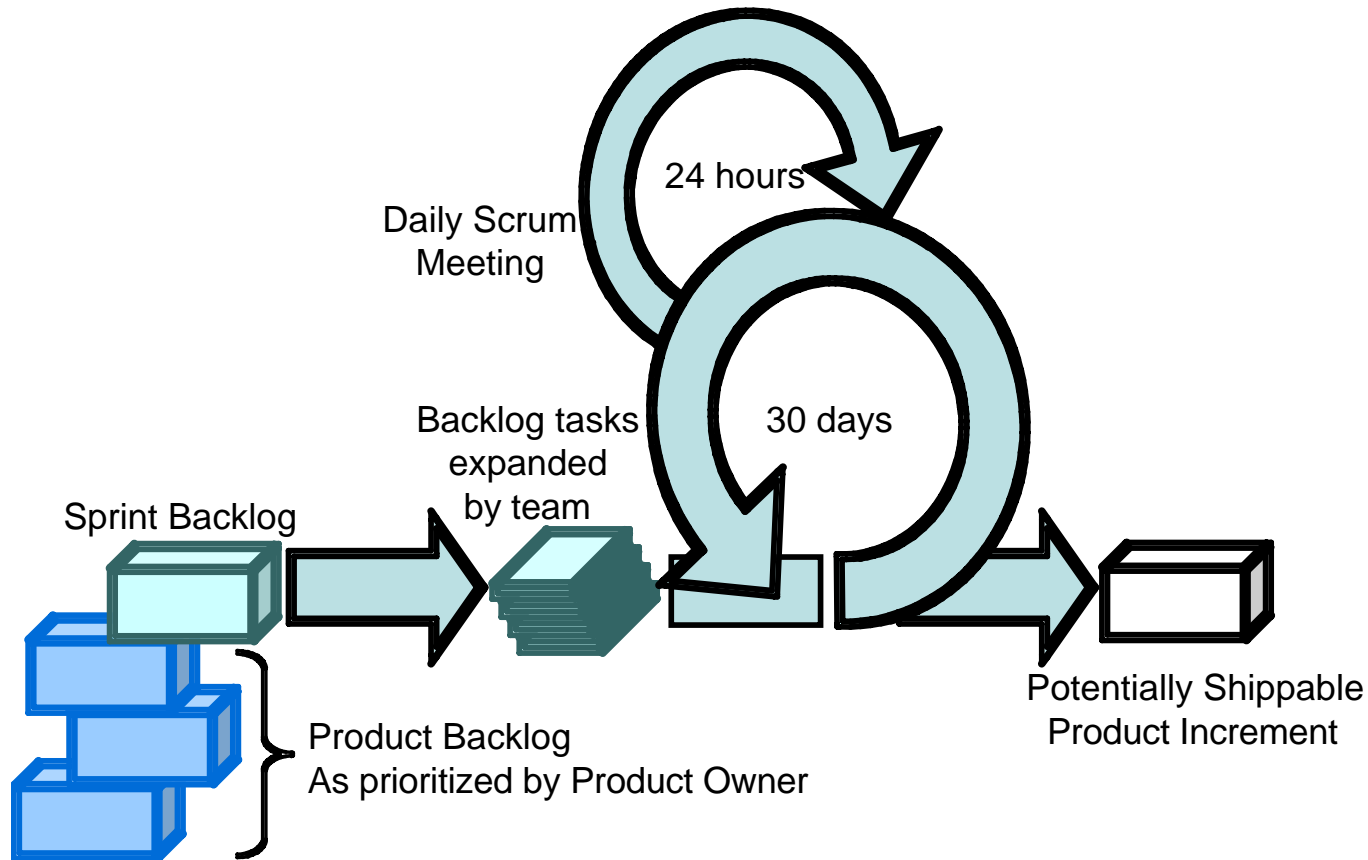 24 hours
Daily Scrum
Meeting
Backlog tasks
expanded
by team
30 days
Sprint Backlog
Potentially Shippable
Product Increment
Product Backlog
As prioritized by Product Owner